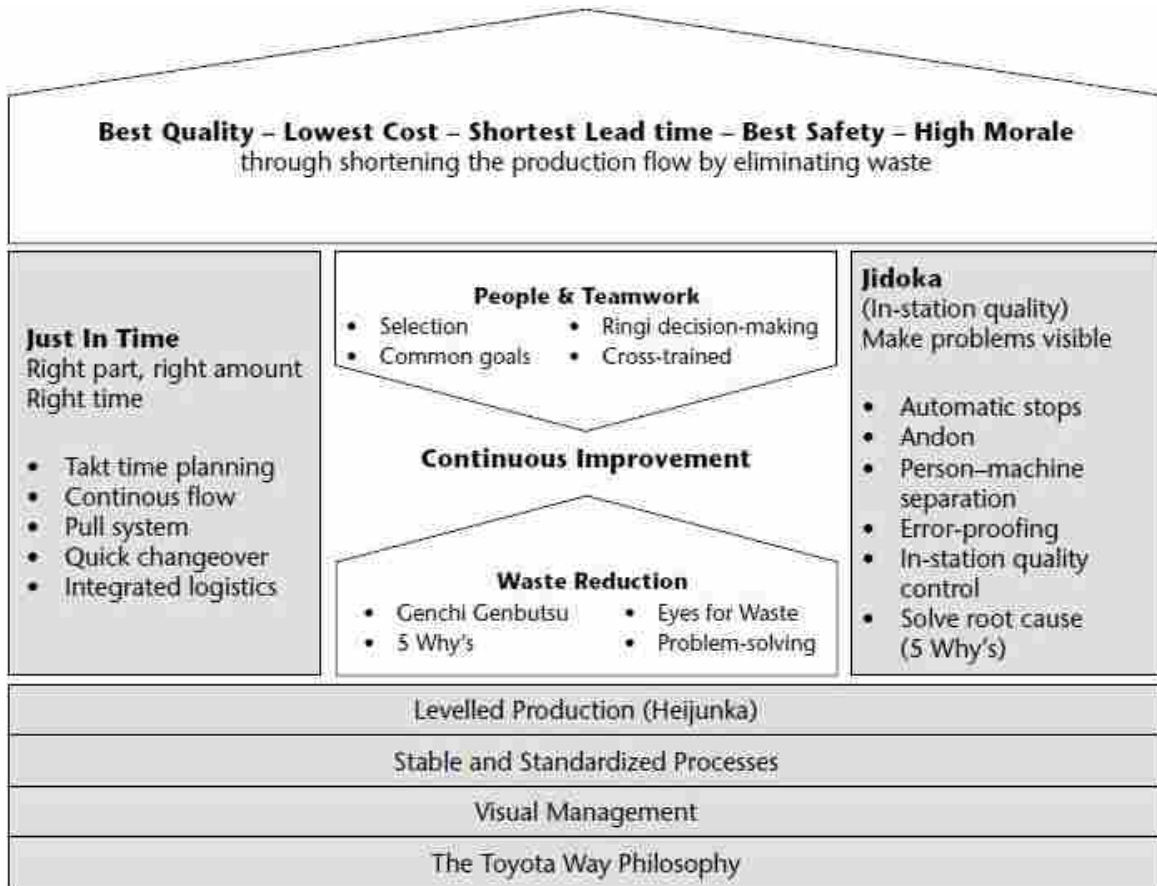 Best Quality – Lowest Cost – Shortest Lead time – Best Safety – High Morale
through shortening the production flow by eliminating waste
Just In Time
Right part, right amount
Right time
• Takt time planning
• Continous flow
• Pull system
• Quick changeover
• Integrated logistics
People & Teamwork
• Selection
• Common goals
• Ringi decision-making
• Cross-trained
Continuous Improvement
Waste Reduction
• Genchi Genbutsu
• 5 Why's
• Eyes for Waste
• Problem-solving
Jidoka
(In-station quality)
Make problems visible
• Automatic stops
• Andon
• Person–machine
separation
• Error-proofing
• In-station quality
control
• Solve root cause
(5 Why's)
Levelled Production (Heijunka)
Stable and Standardized Processes
Visual Management
The Toyota Way Philosophy